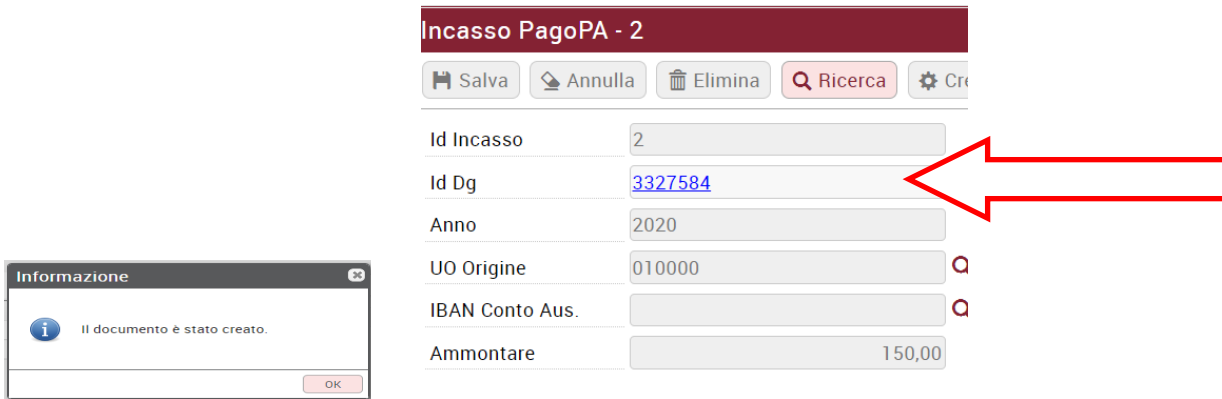 Incasso PagoPA - 2
Salva Annulla Elimina Ricerca Cre
Id Incasso 2
Id Dg 3327584
Anno 2020
UO Origine 010000
IBAN Conto Aus.
Ammontare 150,00
Informazione
Il documento è stato creato.
OK